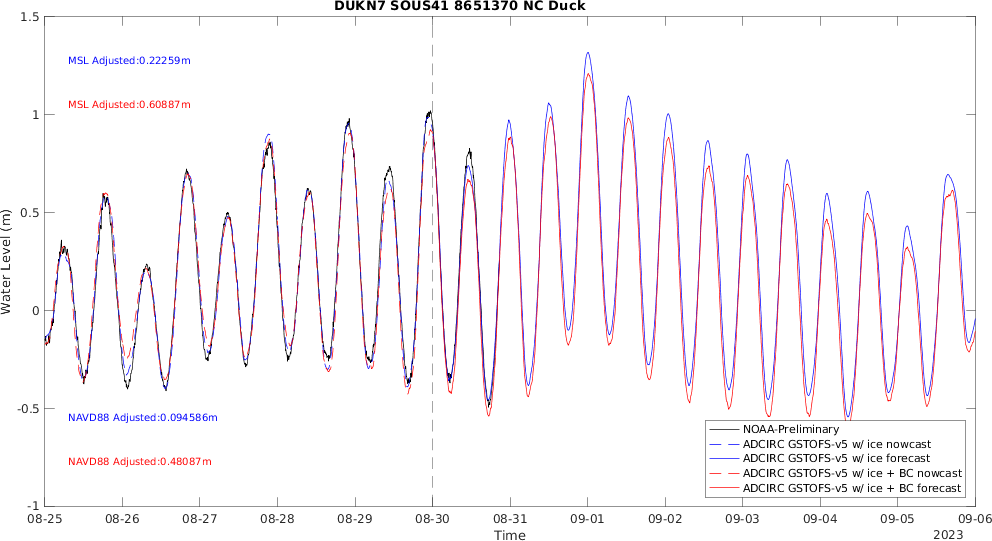 DUKN7 SOUS41 8651370 NC Duck
1.5
1
0.5
0
-0.5
-1
Water Level (m)
MSL Adjusted:0.22259m
MSL Adjusted:0.60887m
NAVD88 Adjusted:0.094586m
NAVD88 Adjusted:0.48087m
NOAA-Preliminary
ADCIRC GSTOFS-v5 w/ ice nowcast
ADCIRC GSTOFS-v5 w/ ice forecast
ADCIRC GSTOFS-v5 w/ ice + BC nowcast
ADCIRC GSTOFS-v5 w/ ice + BC forecast
08-25 08-26 08-27 08-28 08-29 08-30 08-31 09-01 09-02 09-03 09-04 09-05 09-06
Time
2023